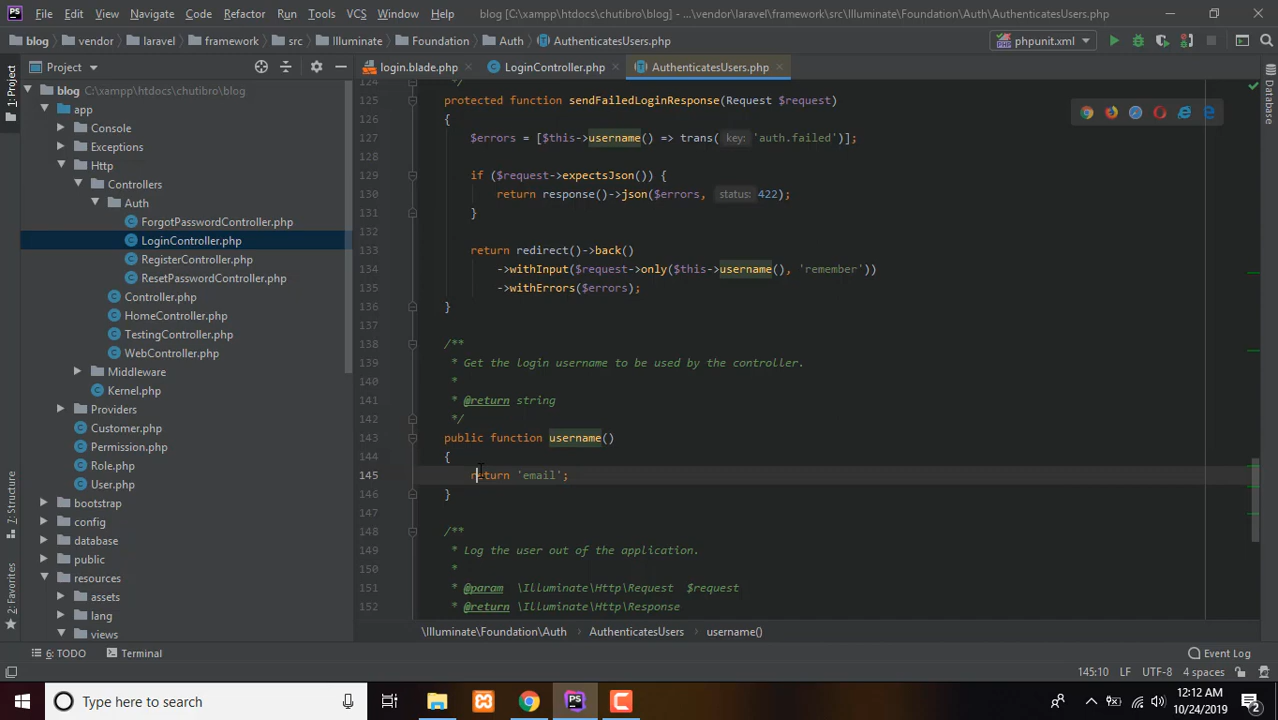 PS File Edit View Navigate Code Refactor Run Tools VCS Window Help blog [C:\xampp\htdocs\chutibro\blog] - ...\vendor\laravel\framework\src\Illuminate\Foundation\Auth\AuthenticatesUsers.php
blog vendor laravel framework src Illuminate Foundation Auth AuthenticatesUsers.php phpunit.xml
Project login.blade.php LoginController.php AuthenticatesUsers.php
1: Project
7: Structure
2: Favorites
Database
blog C:\xampp\htdocs\chutibro\blog
app
Console
Exceptions
Http
Controllers
Auth
ForgotPasswordController.php
LoginController.php
RegisterController.php
ResetPasswordController.php
Controller.php
HomeController.php
TestingController.php
WebController.php
Middleware
Kernel.php
Providers
Customer.php
Permission.php
Role.php
User.php
bootstrap
config
database
public
resources
assets
lang
views
124 */
125 protected function sendFailedLoginResponse(Request $request)
126 {
127 $errors = [$this->username() => trans( key: 'auth.failed')];
128
129 if ($request->expectsJson()) {
130 return response()->json($errors, status: 422);
131 }
132
133 return redirect()->back()
134 ->withInput($request->only($this->username(), 'remember'))
135 ->withErrors($errors);
136 }
137
138 /**
139 * Get the login username to be used by the controller.
140 *
141 * @return string
142 */
143 public function username()
144 {
145 return 'email';
146 }
147
148 /**
149 * Log the user out of the application.
150 *
151 * @param \Illuminate\Http\Request $request
152 * @return \Illuminate\Http\Response
\Illuminate\Foundation\Auth AuthenticatesUsers username()
6: TODO Terminal Event Log
145:10 LF UTF-8 4 spaces
Type here to search PS 12:12 AM
10/24/2019 2